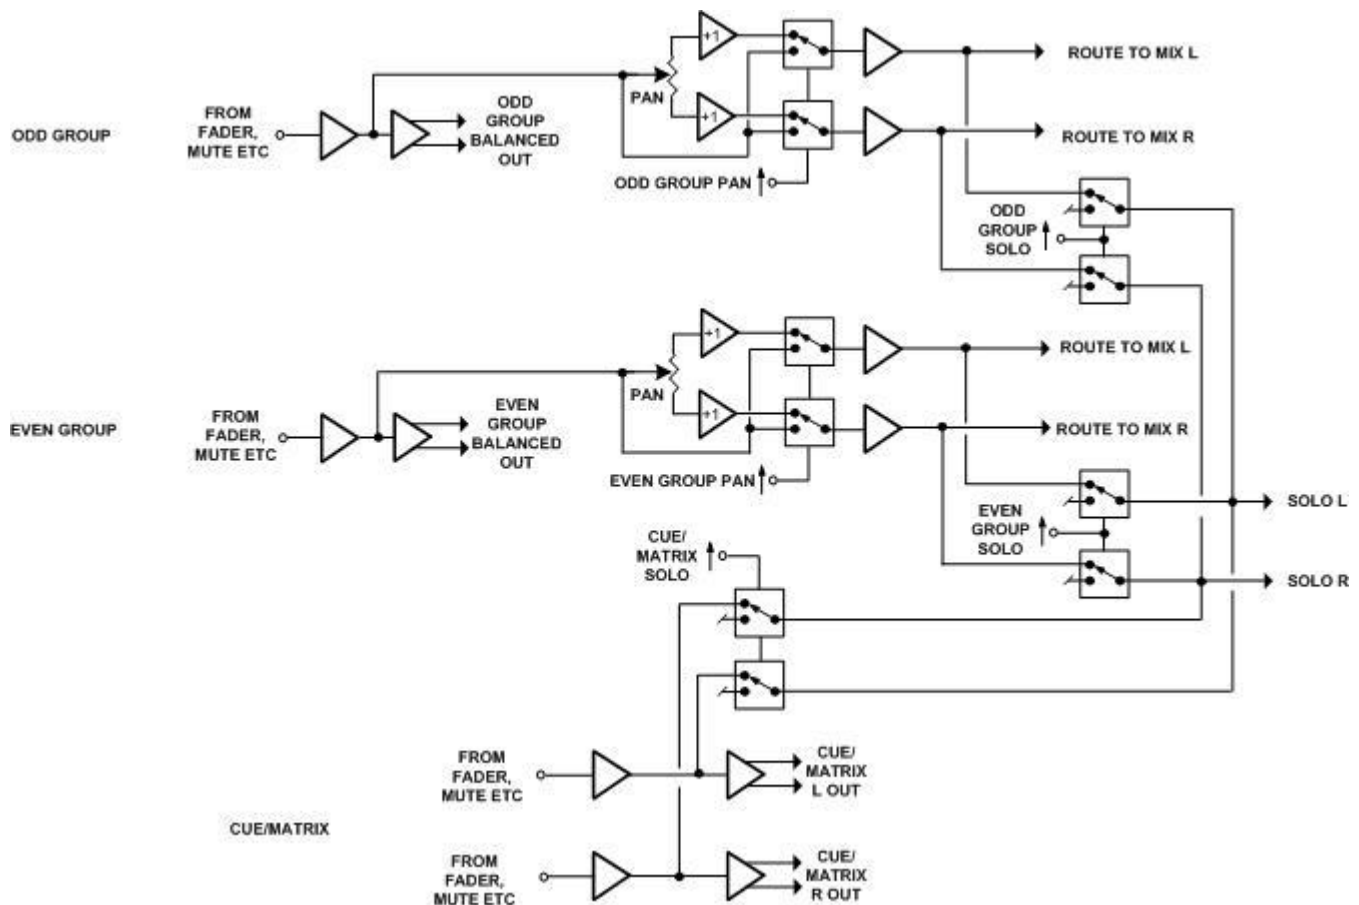 ODD GROUP
FROM
FADER,
MUTE ETC
ODD
GROUP
BALANCED
OUT
PAN
+1
+1
ODD GROUP PAN
ROUTE TO MIX L
ROUTE TO MIX R
ODD
GROUP
SOLO
EVEN GROUP
FROM
FADER,
MUTE ETC
EVEN
GROUP
BALANCED
OUT
PAN
+1
+1
EVEN GROUP PAN
ROUTE TO MIX L
ROUTE TO MIX R
EVEN
GROUP
SOLO
SOLO L
SOLO R
CUE/
MATRIX
SOLO
CUE/MATRIX
FROM
FADER,
MUTE ETC
CUE/
MATRIX
L OUT
FROM
FADER,
MUTE ETC
CUE/
MATRIX
R OUT